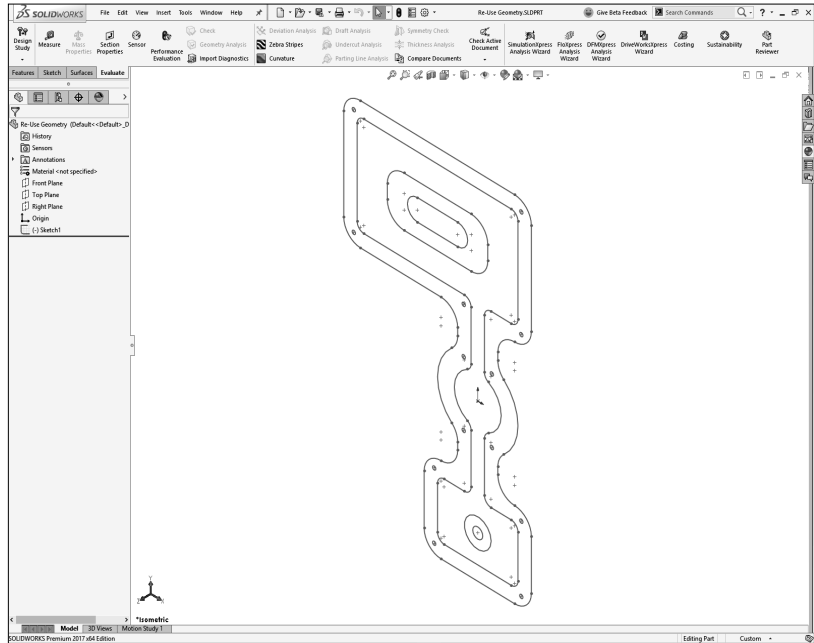 SOLIDWORKS File Edit View Insert Tools Window Help Re-Use Geometry.SLDPRT Give Beta Feedback Search Commands
Design Study
Measure
Mass Properties
Section Properties
Sensor
Performance Evaluation
Check
Geometry Analysis
Import Diagnostics
Deviation Analysis
Zebra Stripes
Curvature
Draft Analysis
Undercut Analysis
Parting Line Analysis
Symmetry Check
Thickness Analysis
Compare Documents
Check Active Document
SimulationXpress Analysis Wizard
FloXpress Analysis Wizard
DFMXpress Analysis Wizard
DriveWorksXpress Wizard
Costing
Sustainability
Part Reviewer
Features Sketch Surfaces Evaluate
Re-Use Geometry (Default<<Default>_D
History
Sensors
Annotations
Material <not specified>
Front Plane
Top Plane
Right Plane
Origin
(-) Sketch1
Y
Z X
*Isometric
Model 3D Views Motion Study 1
SOLIDWORKS Premium 2017 x64 Edition Editing Part Custom